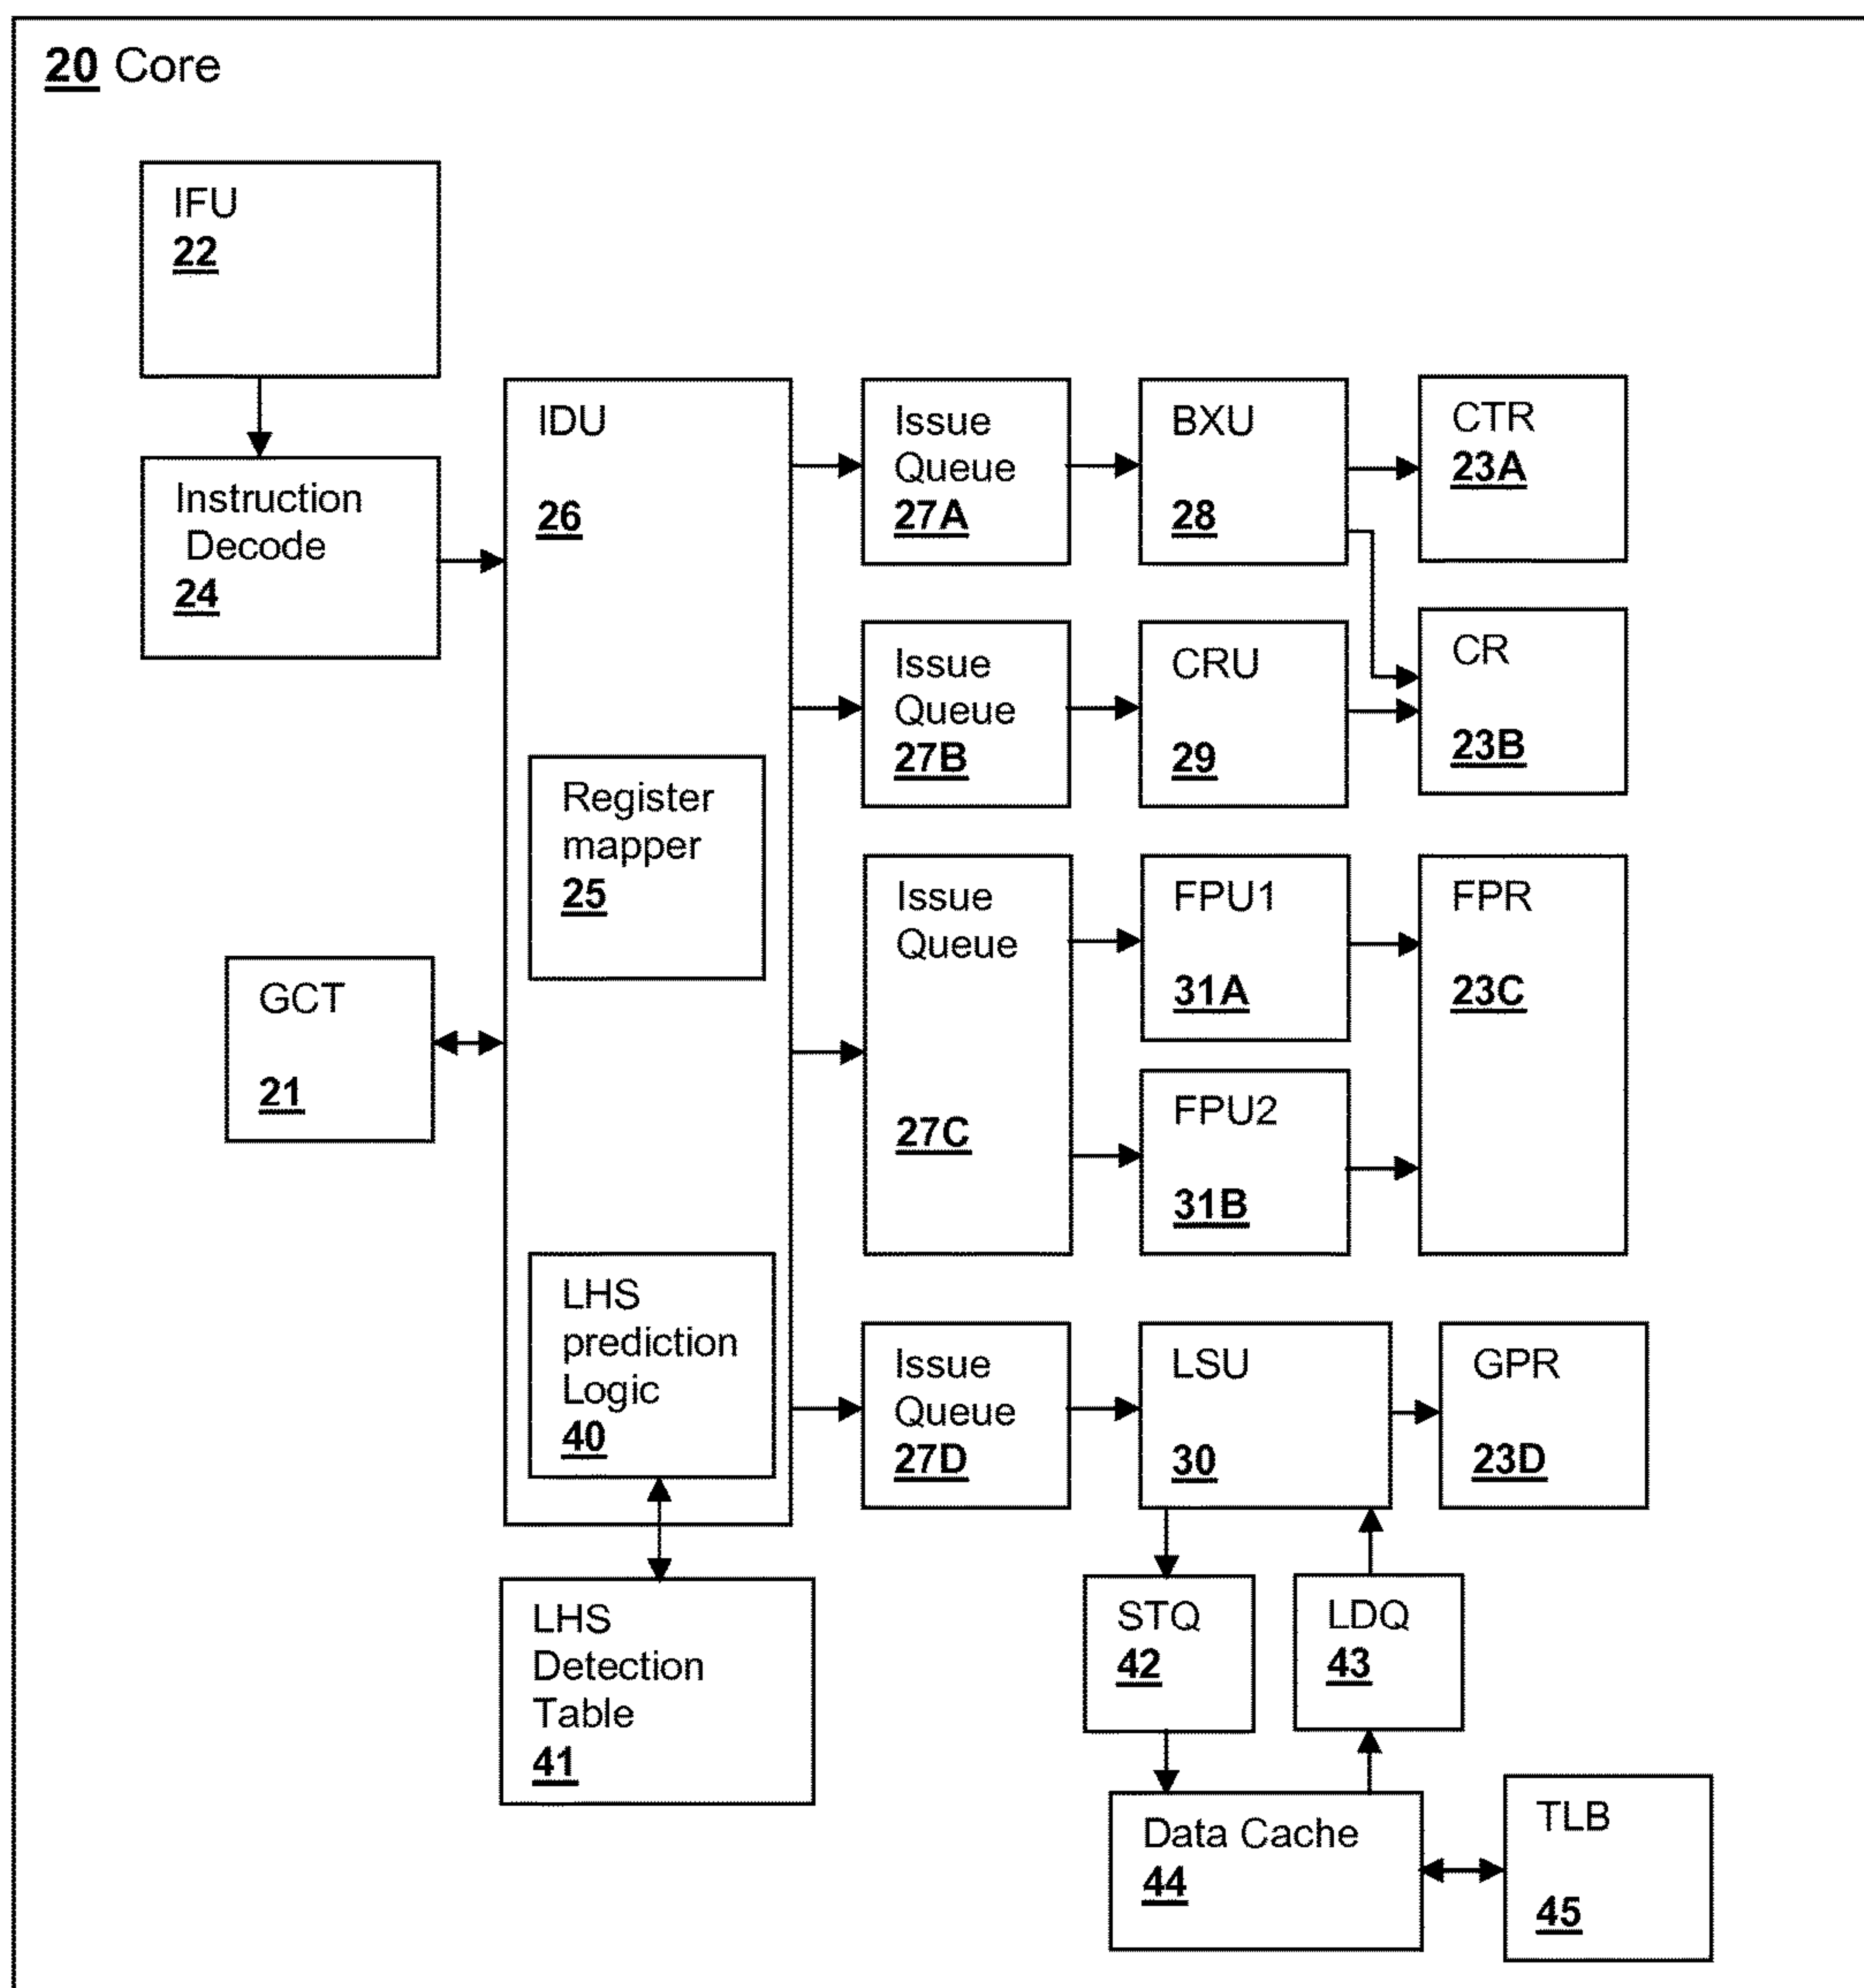 20 Core
IFU
22
Instruction
Decode
24
IDU
26
Register
mapper
25
GCT
21
LHS
prediction
Logic
40
LHS
Detection
Table
41
Issue
Queue
27A
BXU
28
CTR
23A
Issue
Queue
27B
CRU
29
CR
23B
Issue
Queue
27C
FPU1
31A
FPU2
31B
FPR
23C
Issue
Queue
27D
LSU
30
GPR
23D
STQ
42
LDQ
43
Data Cache
44
TLB
45